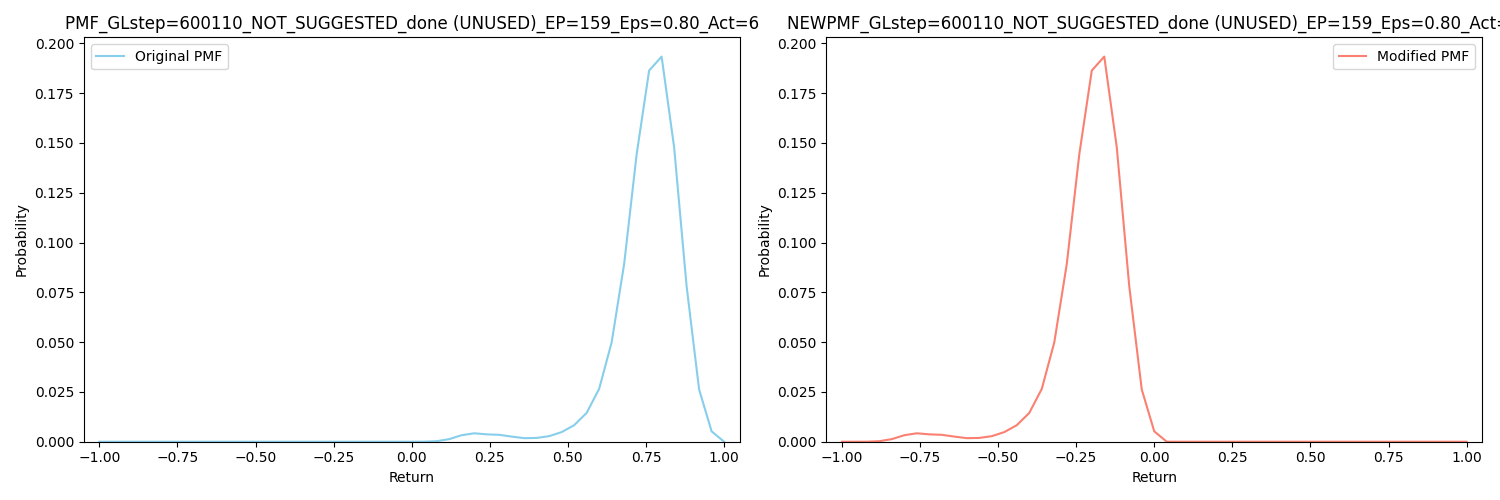 PMF_GLstep=600110_NOT_SUGGESTED_done (UNUSED)_EP=159_Eps=0.80_Act=6
Original PMF
Probability
0.200
0.175
0.150
0.125
0.100
0.075
0.050
0.025
0.000
−1.00 −0.75 −0.50 −0.25 0.00 0.25 0.50 0.75 1.00
Return
NEWPMF_GLstep=600110_NOT_SUGGESTED_done (UNUSED)_EP=159_Eps=0.80_Act=
Modified PMF
Probability
0.200
0.175
0.150
0.125
0.100
0.075
0.050
0.025
0.000
−1.00 −0.75 −0.50 −0.25 0.00 0.25 0.50 0.75 1.00
Return